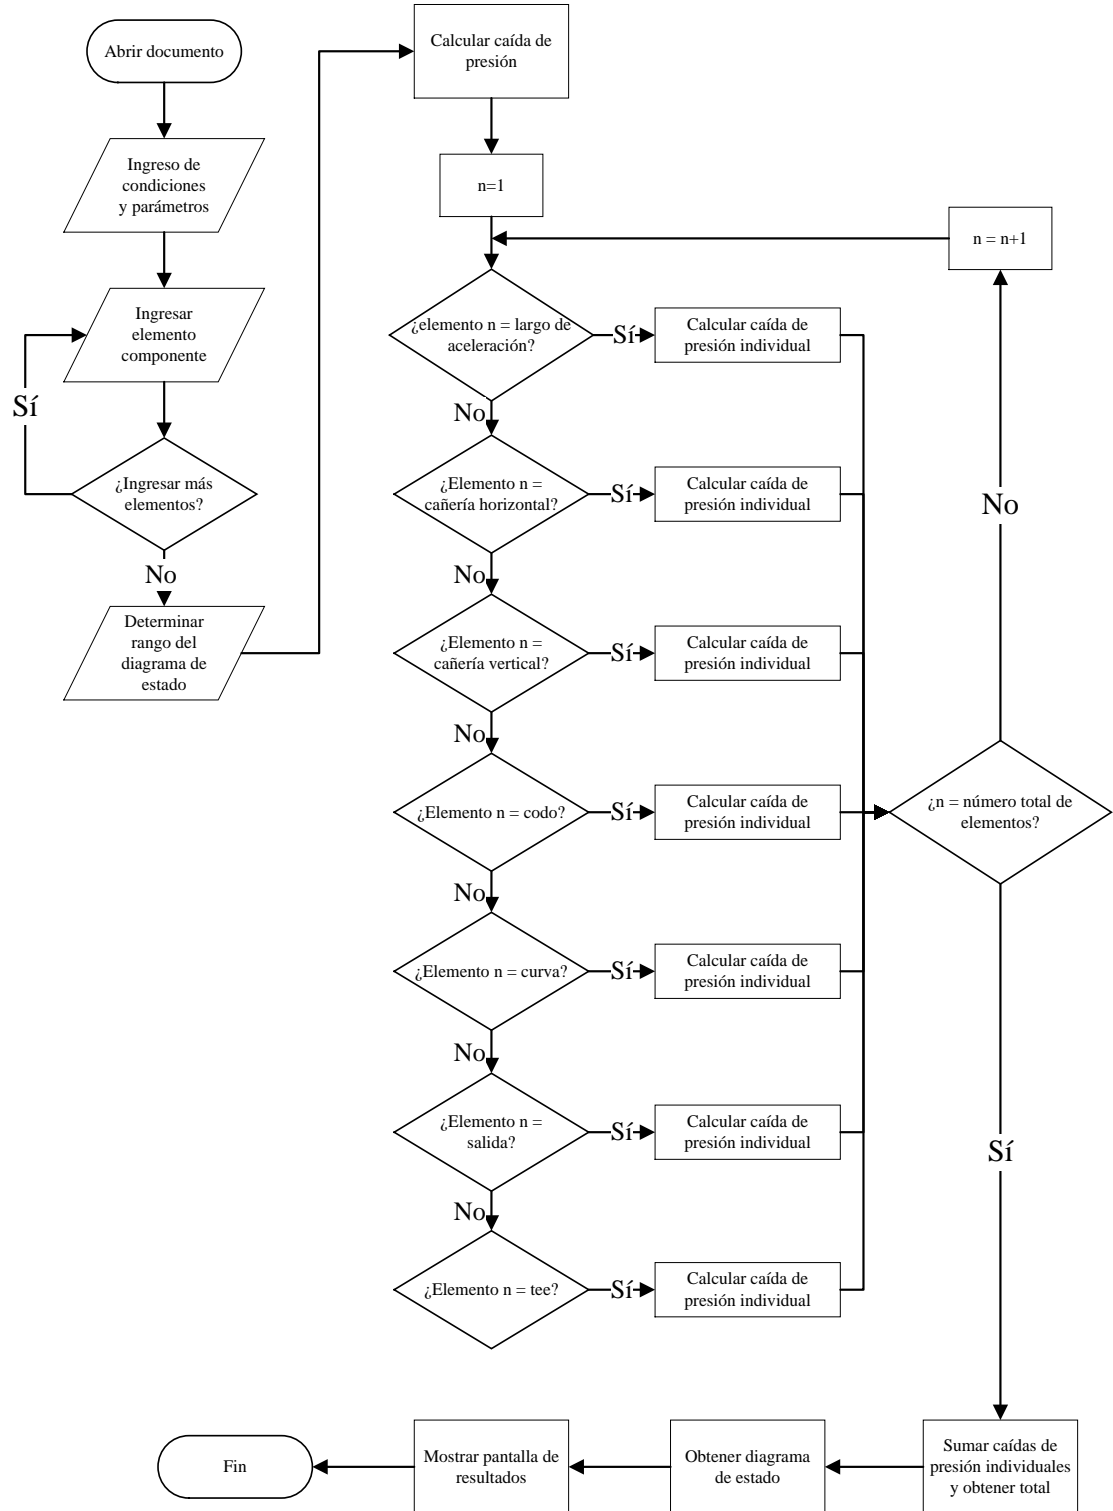 Abrir documento
Ingreso de
condiciones
y parámetros
Ingresar
elemento
componente
Sí
¿Ingresar más
elementos?
No
Determinar
rango del
diagrama de
estado
Calcular caída de
presión
n=1
n = n+1
¿elemento n = largo de
aceleración?
Sí
Calcular caída de
presión individual
No
¿Elemento n =
cañería horizontal?
Sí
Calcular caída de
presión individual
No
¿Elemento n =
cañería vertical?
Sí
Calcular caída de
presión individual
No
¿Elemento n = codo?
Sí
Calcular caída de
presión individual
No
¿Elemento n = curva?
Sí
Calcular caída de
presión individual
No
¿Elemento n =
salida?
Sí
Calcular caída de
presión individual
No
¿Elemento n = tee?
Sí
Calcular caída de
presión individual
No
¿n = número total de
elementos?
Sí
Sumar caídas de
presión individuales
y obtener total
Obtener diagrama
de estado
Mostrar pantalla de
resultados
Fin